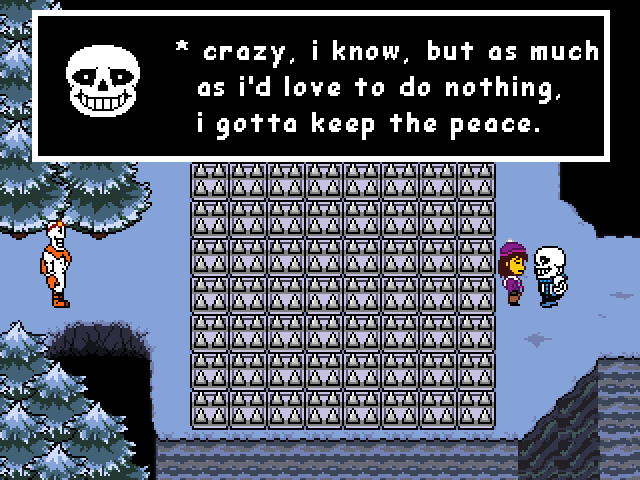 * crazy, i know, but as much
as i'd love to do nothing,
i gotta keep the peace.